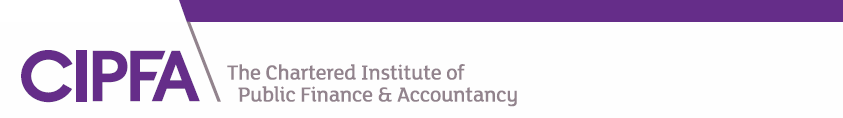 CIPFA
The Chartered Institute of
Public Finance & Accountancy